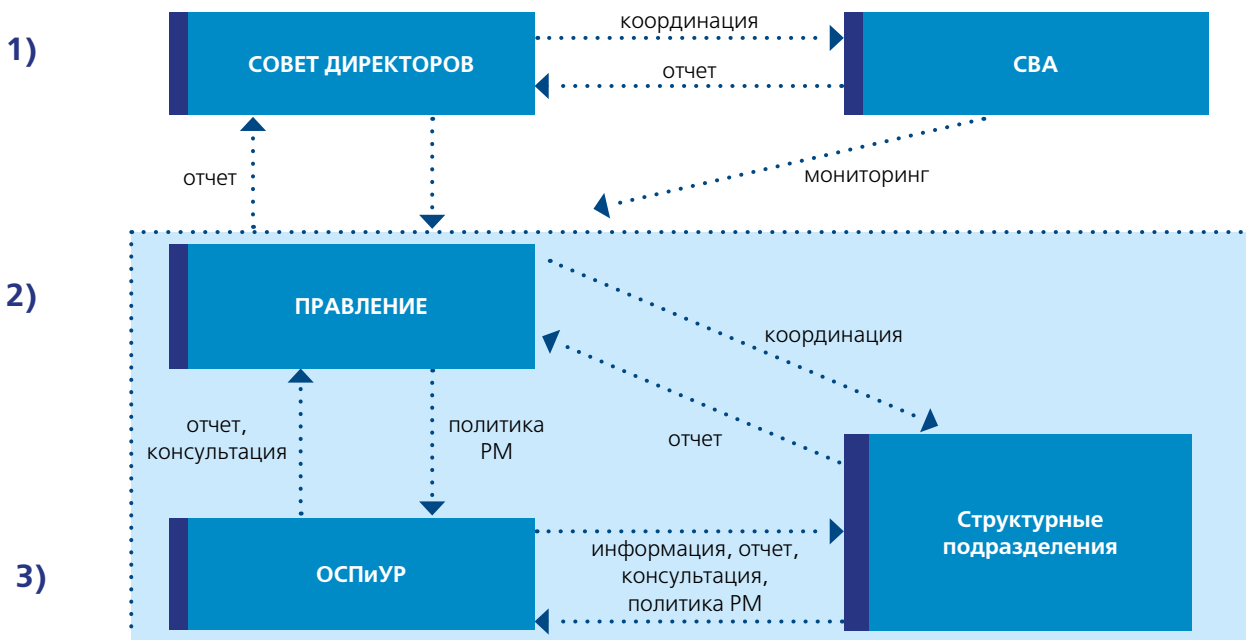 1)
СОВЕТ ДИРЕКТОРОВ
координация
отчет
СВА
отчет
мониторинг
2)
ПРАВЛЕНИЕ
координация
отчет,
консультация
политика
РМ
отчет
3)
ОСПиУР
информация, отчет,
консультация,
политика РМ
Структурные
подразделения